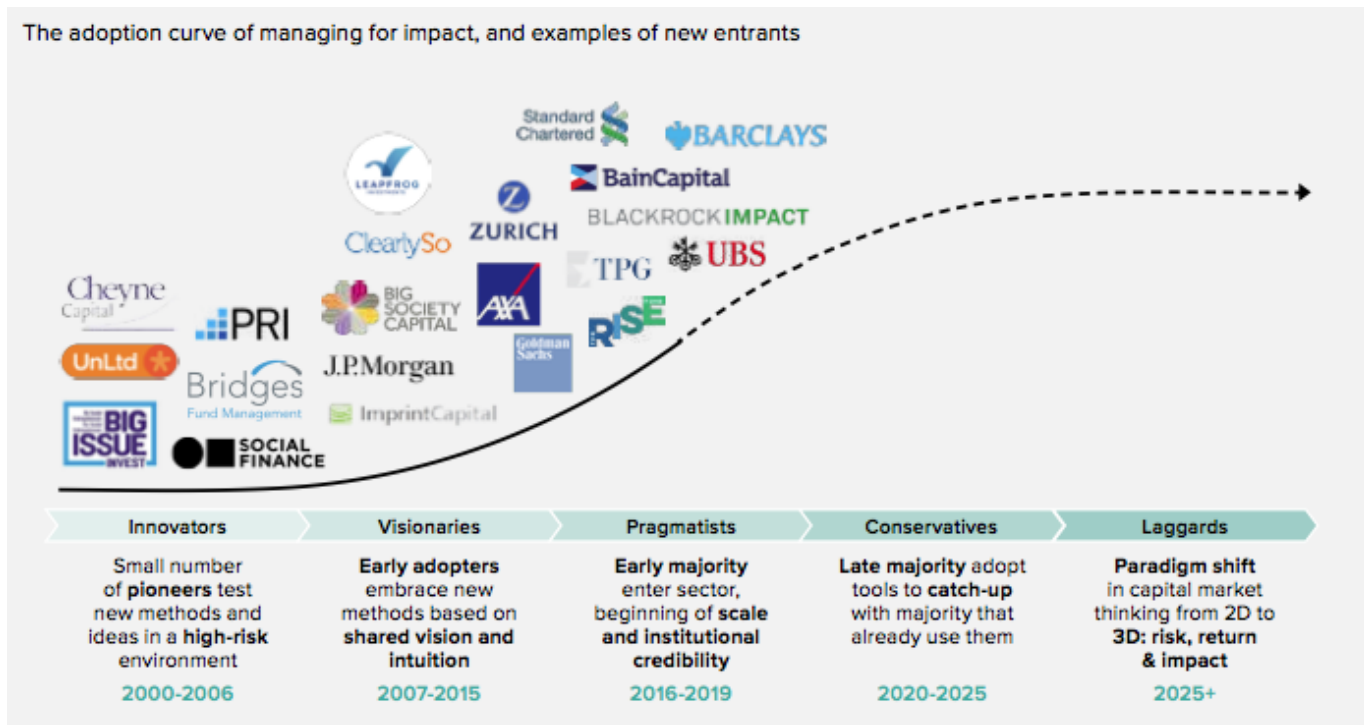 The adoption curve of managing for impact, and examples of new entrants
Standard
Chartered
BARCLAYS
LEAPFROG
INVESTMENTS
BainCapital
ZURICH
BLACKROCK IMPACT
ClearlySo
TPG
UBS
Cheyne
Capital
PRI
BIG
SOCIETY
CAPITAL
AXA
RISE
UnLtd
Bridges
Fund Management
J.P.Morgan
Goldman
Sachs
ImprintCapital
BIG
ISSUE
INVEST
SOCIAL
FINANCE
Innovators
Small number
of pioneers test
new methods and
ideas in a high-risk
environment
2000-2006
Visionaries
Early adopters
embrace new
methods based on
shared vision and
intuition
2007-2015
Pragmatists
Early majority
enter sector,
beginning of scale
and institutional
credibility
2016-2019
Conservatives
Late majority adopt
tools to catch-up
with majority that
already use them
2020-2025
Laggards
Paradigm shift
in capital market
thinking from 2D to
3D: risk, return
& impact
2025+